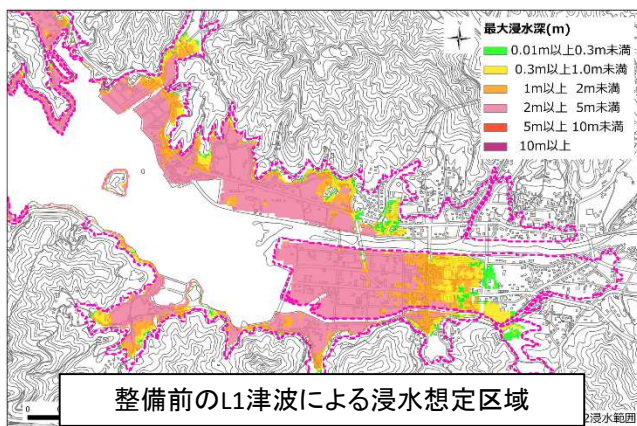 最大浸水深(m)
0.01m以上0.3m未満
0.3m以上1.0m未満
1m以上 2m未満
2m以上 5m未満
5m以上10m未満
10m以上
整備前のL1津波による浸水想定区域
0
2浸水範囲